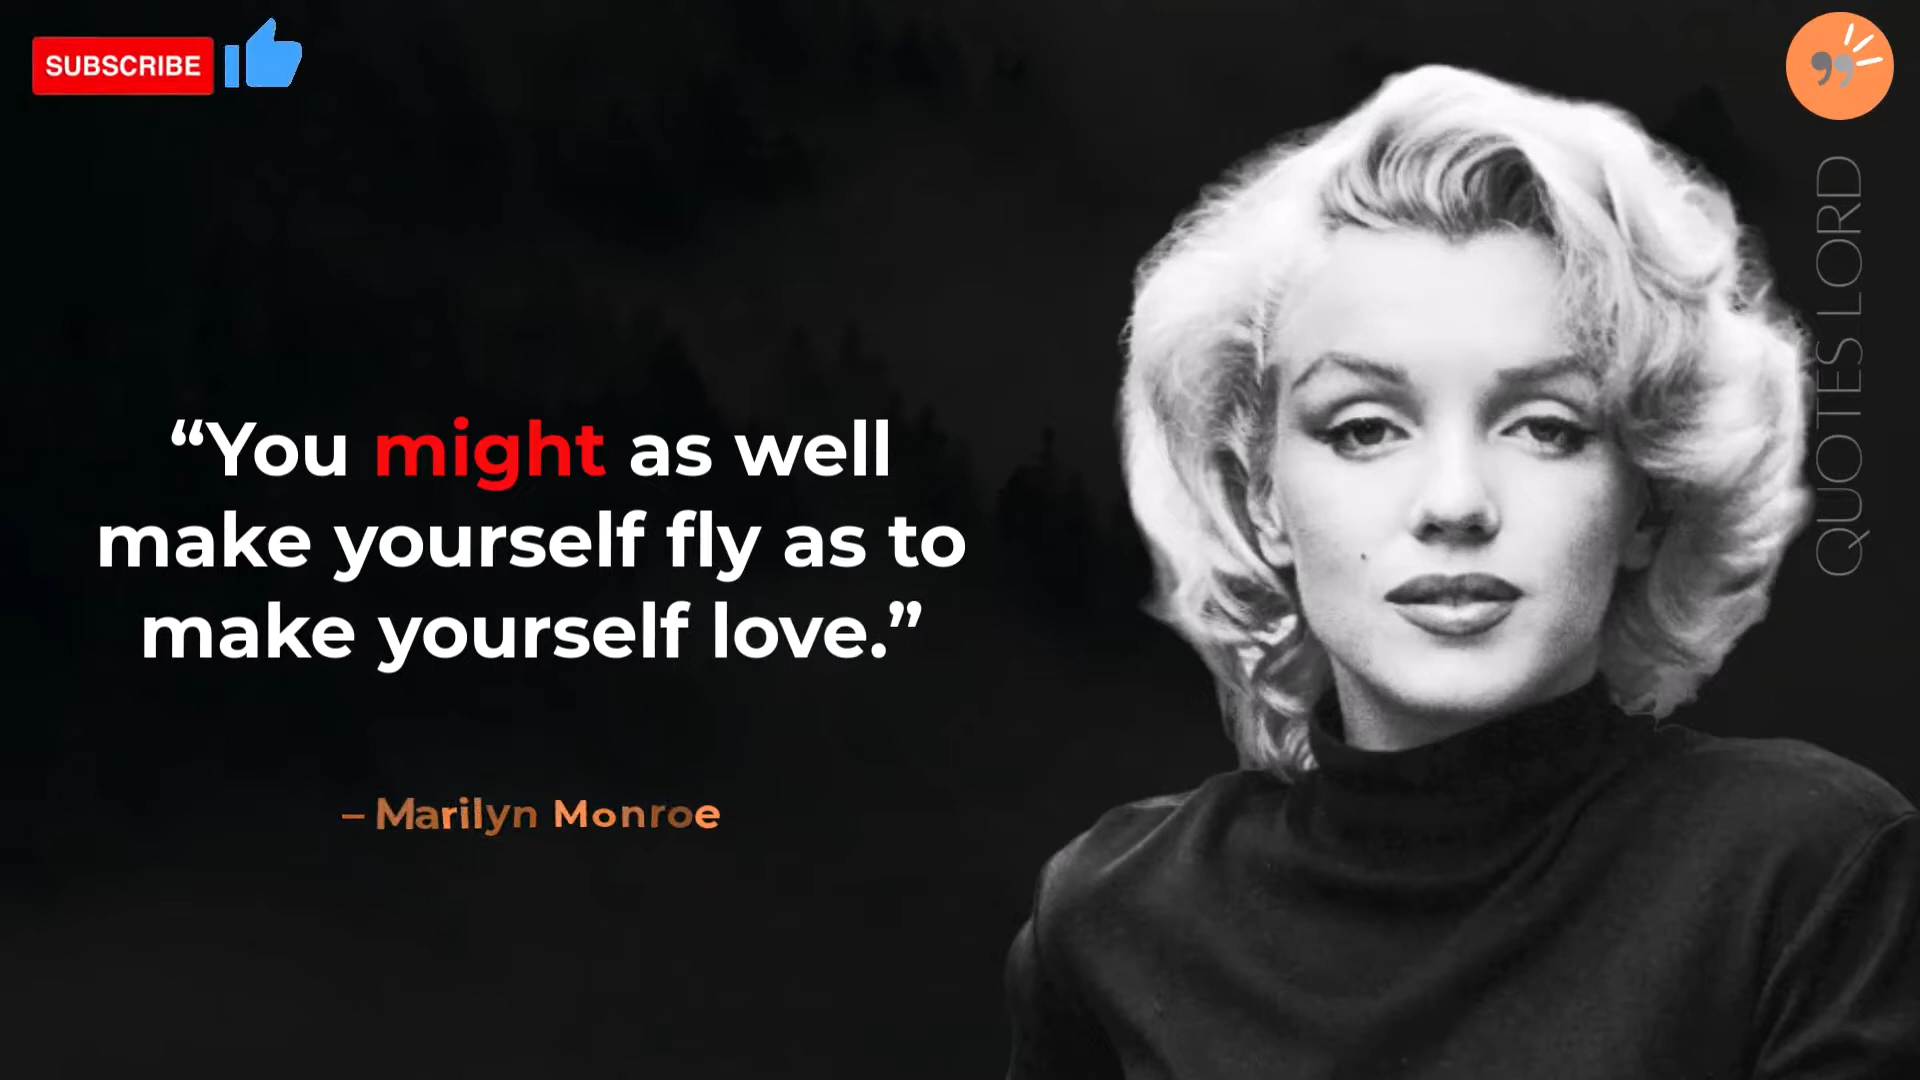 SUBSCRIBE
“You might as well
make yourself fly as to
make yourself love.”
– Marilyn Monroe
QUOTES LORD